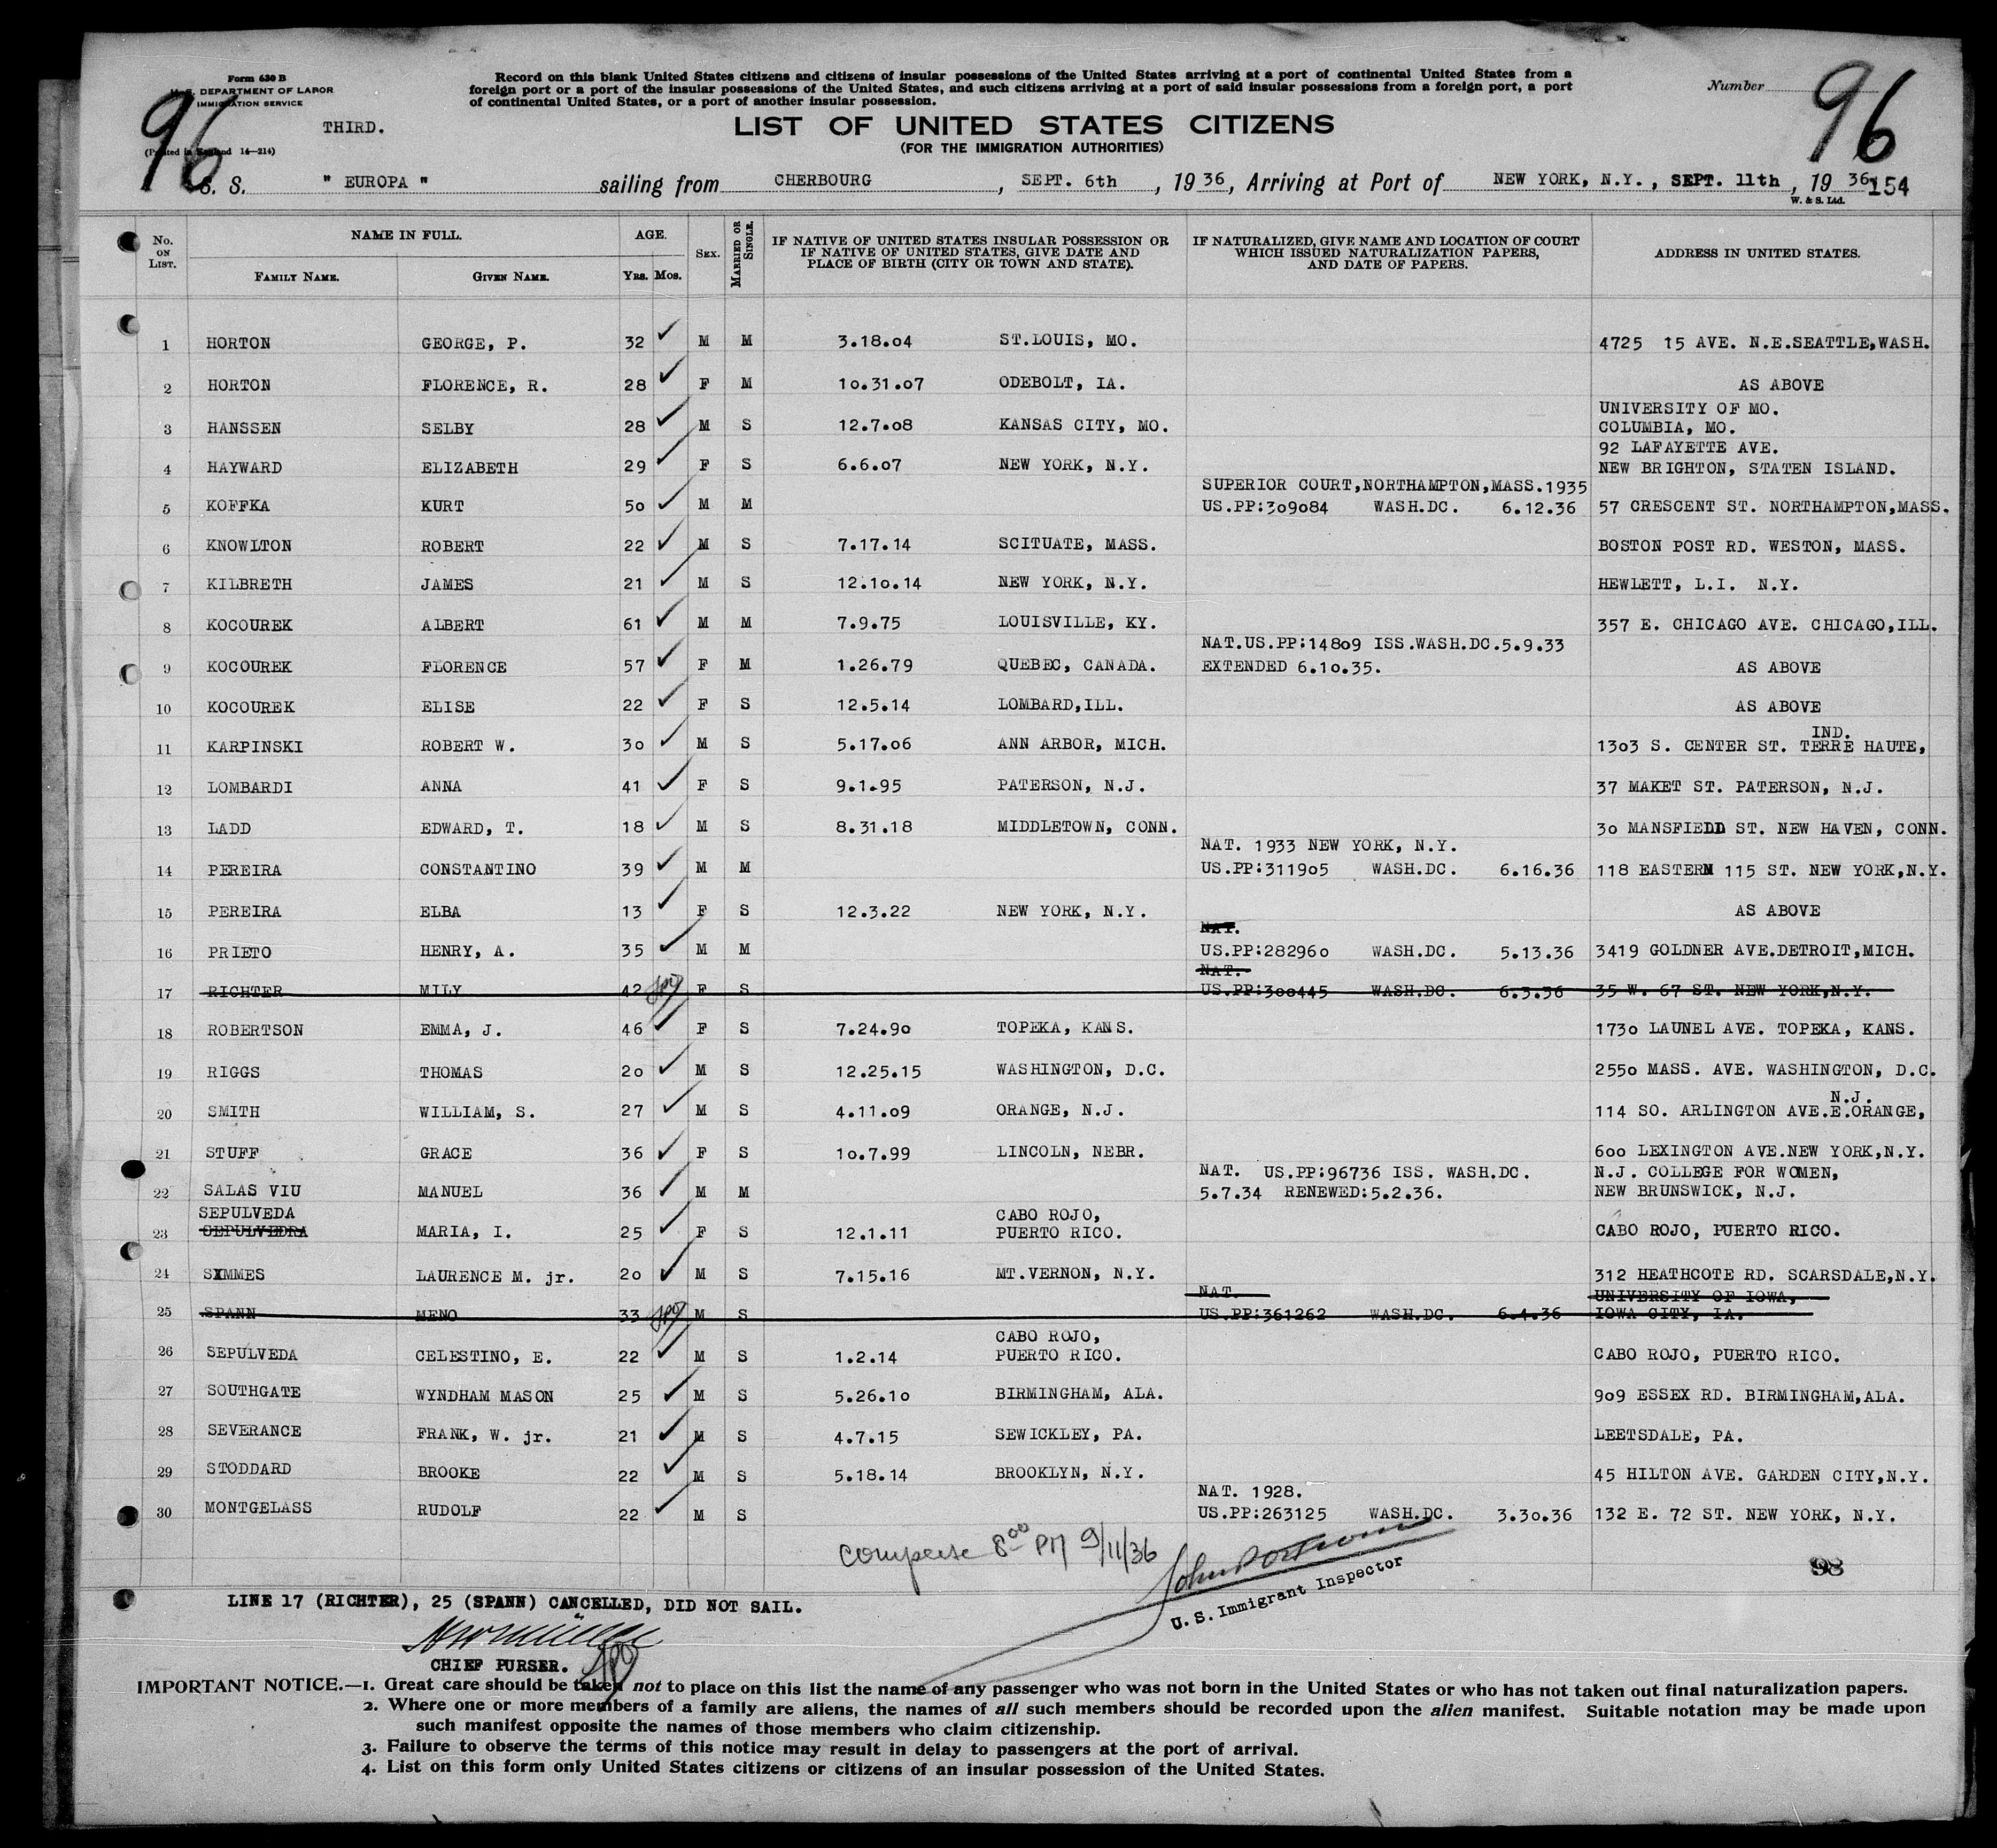 Form 630 B
U. S. DEPARTMENT OF LABOR
IMMIGRATION SERVICE
THIRD.
(Printed in England 14—214)
96
Record on this blank United States citizens and citizens of insular possessions of the United States arriving at a port of continental United States from a
foreign port or a port of the insular possessions of the United States, and such citizens arriving at a port of said insular possessions from a foreign port, a port
of continental United States, or a port of another insular possession.
Number 96
LIST OF UNITED STATES CITIZENS
(FOR THE IMMIGRATION AUTHORITIES)
S. S. " EUROPA " sailing from CHERBOURG, SEPT. 6th, 19 36, Arriving at Port of NEW YORK, N.Y., SEPT. 11th, 19 36 154
W. & S. Ltd.
No. ON LIST. NAME IN FULL. FAMILY NAME. GIVEN NAME. AGE. YRS. MOS. SEX. MARRIED OR SINGLE. IF NATIVE OF UNITED STATES INSULAR POSSESSION OR IF NATIVE OF UNITED STATES, GIVE DATE AND PLACE OF BIRTH (CITY OR TOWN AND STATE). IF NATURALIZED, GIVE NAME AND LOCATION OF COURT WHICH ISSUED NATURALIZATION PAPERS, AND DATE OF PAPERS. ADDRESS IN UNITED STATES.
1 HORTON GEORGE, P. 32 ✓ M M 3.18.04 ST.LOUIS, MO. 4725 15 AVE. N.E.SEATTLE,WASH.
2 HORTON FLORENCE, R. 28 ✓ F M 10.31.07 ODEBOLT, IA. AS ABOVE
UNIVERSITY OF MO.
3 HANSSEN SELBY 28 ✓ M S 12.7.08 KANSAS CITY, MO. COLUMBIA, MO.
92 LAFAYETTE AVE.
4 HAYWARD ELIZABETH 29 ✓ F S 6.6.07 NEW YORK, N.Y. NEW BRIGHTON, STATEN ISLAND.
SUPERIOR COURT,NORTHAMPTON,MASS.1935
5 KOFFKA KURT 50 ✓ M M US.PP:309084 WASH.DC. 6.12.36 57 CRESCENT ST. NORTHAMPTON,MASS.
6 KNOWLTON ROBERT 22 ✓ M S 7.17.14 SCITUATE, MASS. BOSTON POST RD. WESTON, MASS.
7 KILBRETH JAMES 21 ✓ M S 12.10.14 NEW YORK, N.Y. HEWLETT, L.I. N.Y.
8 KOCOUREK ALBERT 61 ✓ M M 7.9.75 LOUISVILLE, KY. 357 E. CHICAGO AVE. CHICAGO,ILL.
NAT.US.PP:14809 ISS.WASH.DC.5.9.33
9 KOCOUREK FLORENCE 57 ✓ F M 1.26.79 QUEBEC, CANADA. EXTENDED 6.10.35. AS ABOVE
10 KOCOUREK ELISE 22 ✓ F S 12.5.14 LOMBARD,ILL. AS ABOVE
IND.
11 KARPINSKI ROBERT W. 30 ✓ M S 5.17.06 ANN ARBOR, MICH. 1303 S. CENTER ST. TERRE HAUTE,
12 LOMBARDI ANNA 41 ✓ F S 9.1.95 PATERSON, N.J. 37 MAKET ST. PATERSON, N.J.
13 LADD EDWARD, T. 18 ✓ M S 8.31.18 MIDDLETOWN, CONN. 30 MANSFIELD ST. NEW HAVEN, CONN.
NAT. 1933 NEW YORK, N.Y.
14 PEREIRA CONSTANTINO 39 ✓ M M US.PP:311905 WASH.DC. 6.16.36 118 EASTERN 115 ST. NEW YORK,N.Y.
15 PEREIRA ELBA 13 ✓ F S 12.3.22 NEW YORK, N.Y. AS ABOVE
NAT.
16 PRIETO HENRY, A. 35 ✓ M M US.PP:282960 WASH.DC. 5.13.36 3419 GOLDNER AVE.DETROIT,MICH.
NAT.
17 RICHTER MILY 42 F S US.PP:300445 WASH.DC. 6.3.36 35 W. 67 ST. NEW YORK,N.Y.
18 ROBERTSON EMMA, J. 46 ✓ F S 7.24.90 TOPEKA, KANS. 1730 LAUNEL AVE. TOPEKA, KANS.
19 RIGGS THOMAS 20 ✓ M S 12.25.15 WASHINGTON, D.C. 2550 MASS. AVE. WASHINGTON, D.C.
N.J.
20 SMITH WILLIAM, S. 27 ✓ M S 4.11.09 ORANGE, N.J. 114 SO. ARLINGTON AVE.E.ORANGE,
21 STUFF GRACE 36 ✓ F S 10.7.99 LINCOLN, NEBR. 600 LEXINGTON AVE.NEW YORK,N.Y.
NAT. US.PP:96736 ISS. WASH.DC. N.J. COLLEGE FOR WOMEN,
22 SALAS VIU MANUEL 36 ✓ M M 5.7.34 RENEWED:5.2.36. NEW BRUNSWICK, N.J.
SEPULVEDA CABO ROJO,
23 SEPULVEDRA MARIA, I. 25 ✓ F S 12.1.11 PUERTO RICO. CABO ROJO, PUERTO RICO.
24 SIMMES LAURENCE M. jr. 20 ✓ M S 7.15.16 MT.VERNON, N.Y. 312 HEATHCOTE RD. SCARSDALE,N.Y.
NAT. UNIVERSITY OF IOWA,
25 SPANN MENO 33 M S US.PP:361262 WASH.DC. 6.4.36 IOWA CITY, IA.
CABO ROJO,
26 SEPULVEDA CELESTINO, E. 22 ✓ M S 1.2.14 PUERTO RICO. CABO ROJO, PUERTO RICO.
27 SOUTHGATE WYNDHAM MASON 25 ✓ M S 5.26.10 BIRMINGHAM, ALA. 909 ESSEX RD. BIRMINGHAM,ALA.
28 SEVERANCE FRANK, W. jr. 21 ✓ M S 4.7.15 SEWICKLEY, PA. LEETSDALE, PA.
29 STODDARD BROOKE 22 ✓ M S 5.18.14 BROOKLYN, N.Y. 45 HILTON AVE. GARDEN CITY,N.Y.
NAT. 1928.
30 MONTGELASS RUDOLF 22 ✓ M S US.PP:263125 WASH.DC. 3.30.36 132 E. 72 ST. NEW YORK, N.Y.
8 00 PM 9/11/36
98
U. S. Immigrant Inspector
LINE 17 (RICHTER), 25 (SPANN) CANCELLED, DID NOT SAIL.
CHIEF PURSER.
IMPORTANT NOTICE.—1. Great care should be taken not to place on this list the name of any passenger who was not born in the United States or who has not taken out final naturalization papers.
2. Where one or more members of a family are aliens, the names of all such members should be recorded upon the alien manifest. Suitable notation may be made upon
such manifest opposite the names of those members who claim citizenship.
3. Failure to observe the terms of this notice may result in delay to passengers at the port of arrival.
4. List on this form only United States citizens or citizens of an insular possession of the United States.